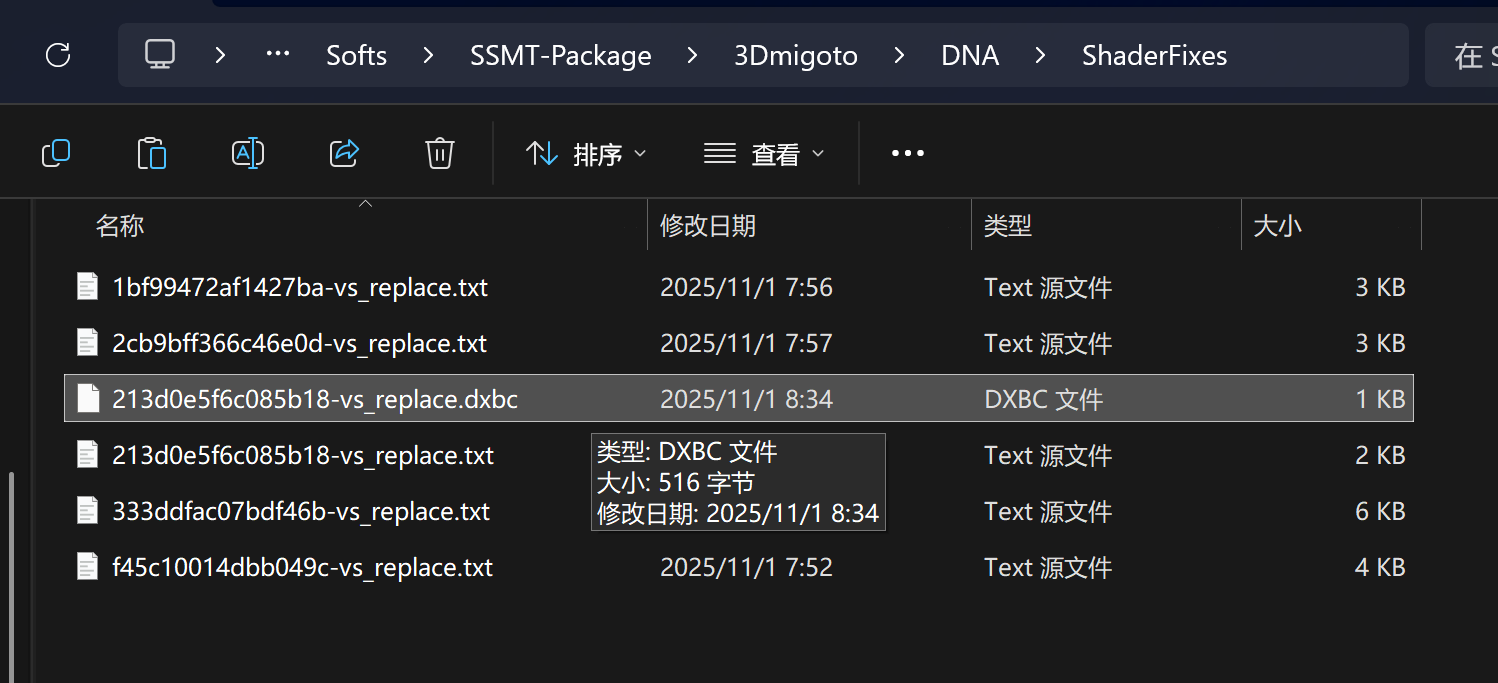 Softs > SSMT-Package > 3Dmigoto > DNA > ShaderFixes
在 S
排序 查看
名称 修改日期 类型 大小
1bf99472af1427ba-vs_replace.txt 2025/11/1 7:56 Text 源文件 3 KB
2cb9bff366c46e0d-vs_replace.txt 2025/11/1 7:57 Text 源文件 3 KB
213d0e5f6c085b18-vs_replace.dxbc 2025/11/1 8:34 DXBC 文件 1 KB
213d0e5f6c085b18-vs_replace.txt Text 源文件 2 KB
333ddfac07bdf46b-vs_replace.txt Text 源文件 6 KB
f45c10014dbb049c-vs_replace.txt 2025/11/1 7:52 Text 源文件 4 KB
类型: DXBC 文件
大小: 516 字节
修改日期: 2025/11/1 8:34